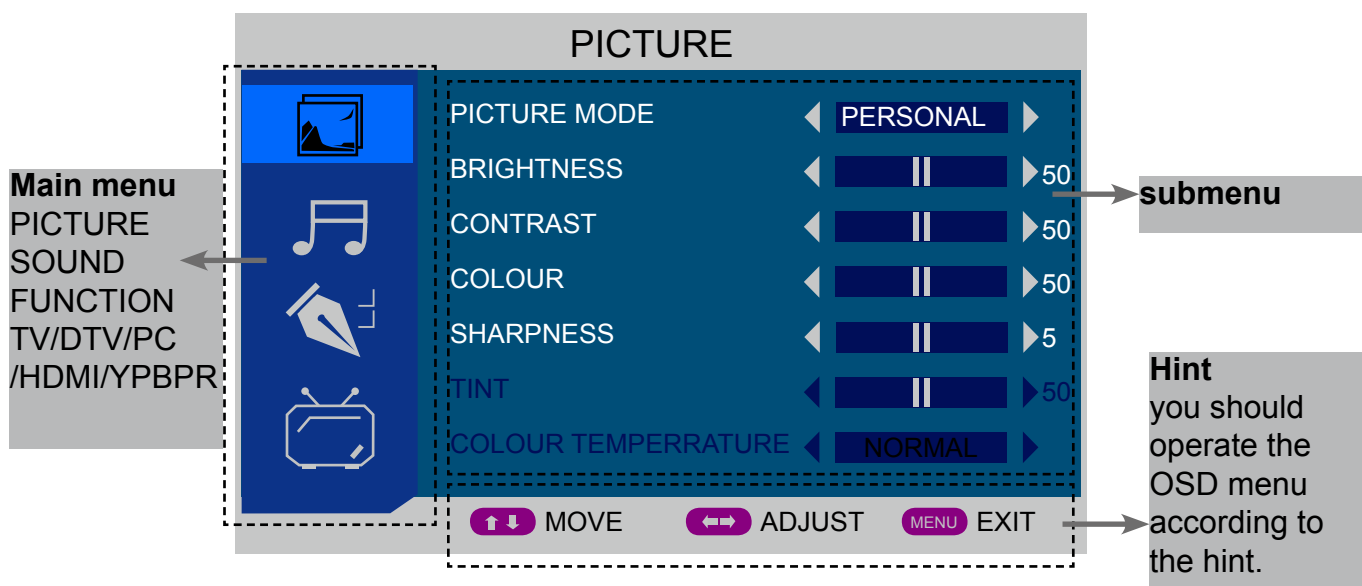 PICTURE
Main menu
PICTURE
SOUND
FUNCTION
TV/DTV/PC
/HDMI/YPBPR
PICTURE MODE PERSONAL
BRIGHTNESS 50
CONTRAST 50
COLOUR 50
SHARPNESS 5
TINT 50
COLOUR TEMPERRATURE NORMAL
MOVE ADJUST MENU EXIT
submenu
Hint
you should
operate the
OSD menu
according to
the hint.